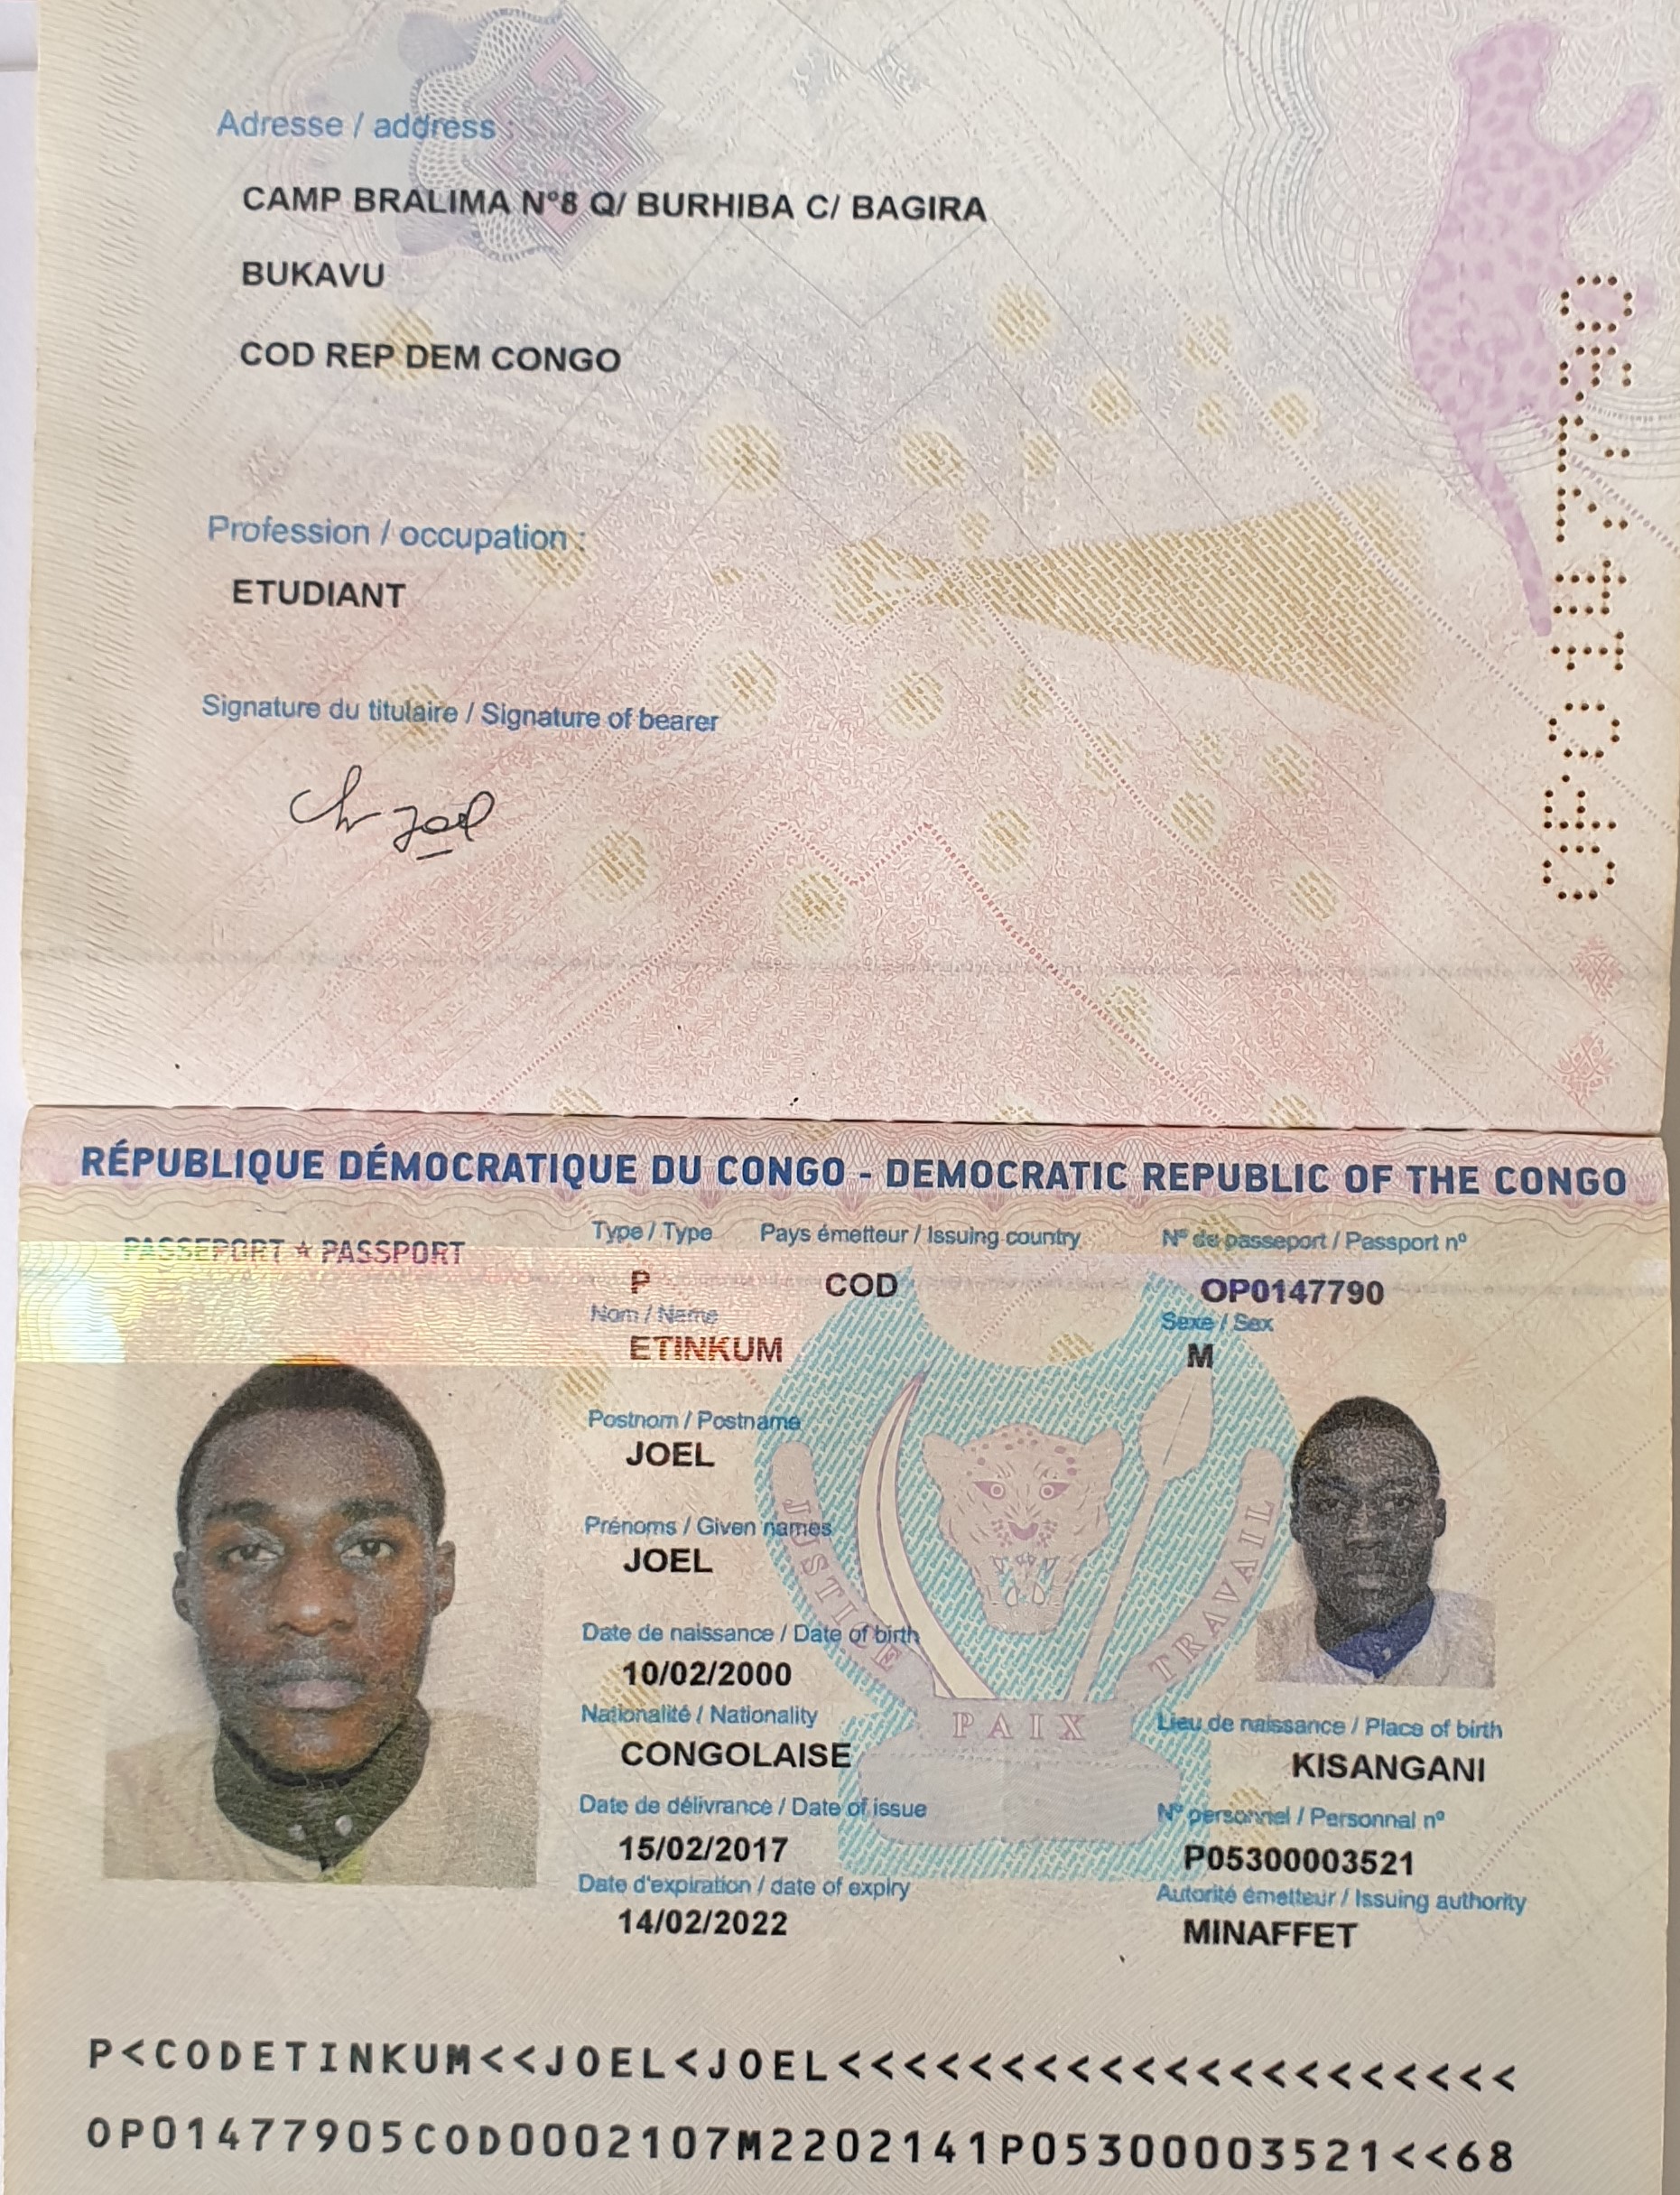 Adresse / address :
CAMP BRALIMA N°8 Q/ BURHIBA C/ BAGIRA
BUKAVU
COD REP DEM CONGO
Profession / occupation :
ETUDIANT
Signature du titulaire / Signature of bearer
Joel
OP0147790
RÉPUBLIQUE DÉMOCRATIQUE DU CONGO - DEMOCRATIC REPUBLIC OF THE CONGO
PASSEPORT ★ PASSPORT
Type / Type Pays émetteur / Issuing country N° de passeport / Passport n°
P COD OP0147790
Nom / Name Sexe / Sex
ETINKUM M
Postnom / Postname
JOEL
Prénoms / Given names
JOEL
JUSTICE PAIX TRAVAIL
Date de naissance / Date of birth
10/02/2000
Nationalité / Nationality Lieu de naissance / Place of birth
CONGOLAISE KISANGANI
Date de délivrance / Date of issue N° personnel / Personnal n°
15/02/2017 P05300003521
Date d'expiration / date of expiry Autorité émetteur / Issuing authority
14/02/2022 MINAFFET
P<CODETINKUM<<JOEL<JOEL<<<<<<<<<<<<<<<<<<<<<
OP01477905COD0002107M2202141P05300003521<<68